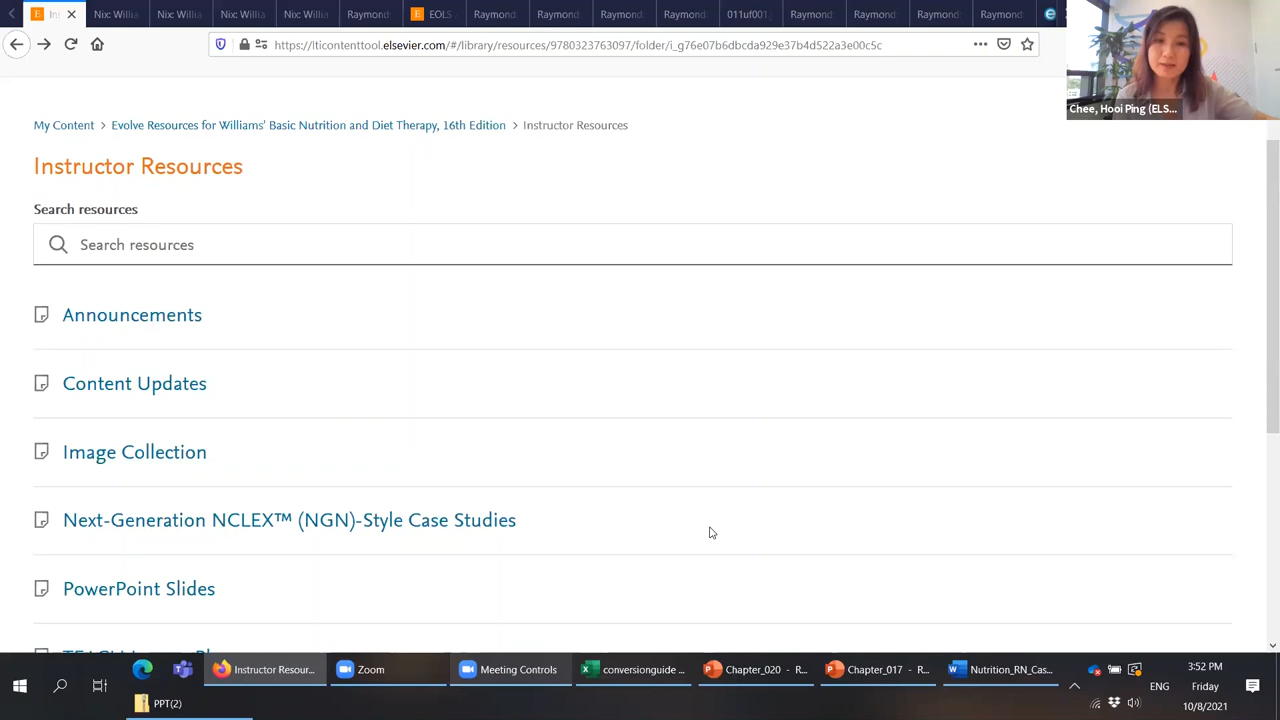 Ins
Nix: Willia
Nix: Willia
Nix: Willia
Nix: Willia
Raymond
EOLS
Raymond
Raymond
Raymond
Raymond
011uf001
Raymond
Raymond
Raymond
Raymond
https://lticontenttool.elsevier.com/#/library/resources/9780323763097/folder/i_g76e07b6dbcda929e37b4d522a3e00c5c
Chee, Hooi Ping (ELS...
My Content > Evolve Resources for Williams' Basic Nutrition and Diet Therapy, 16th Edition > Instructor Resources
Instructor Resources
Search resources
Search resources
Announcements
Content Updates
Image Collection
Next-Generation NCLEX™ (NGN)-Style Case Studies
PowerPoint Slides
Instructor Resour...
Zoom
Meeting Controls
conversionguide ...
Chapter_020 - R...
Chapter_017 - R...
Nutrition_RN_Cas...
PPT(2)
ENG
3:52 PM
Friday
10/8/2021